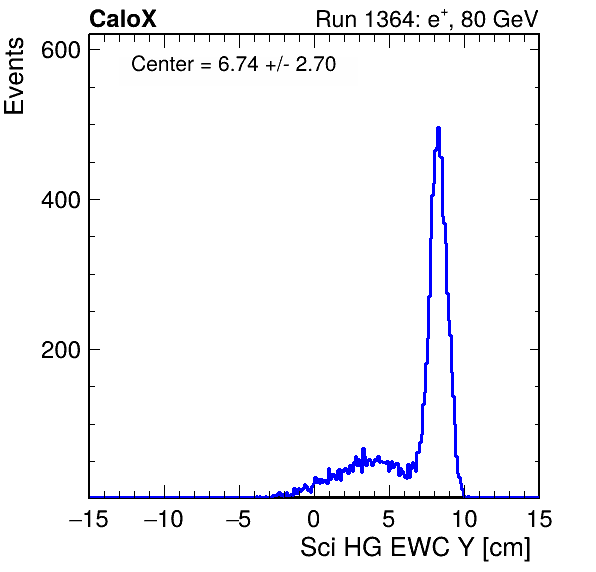 CaloX Run 1364: e+, 80 GeV
Center = 6.74 +/- 2.70
Events
600
400
200
−15 −10 −5 0 5 10 15
Sci HG EWC Y [cm]